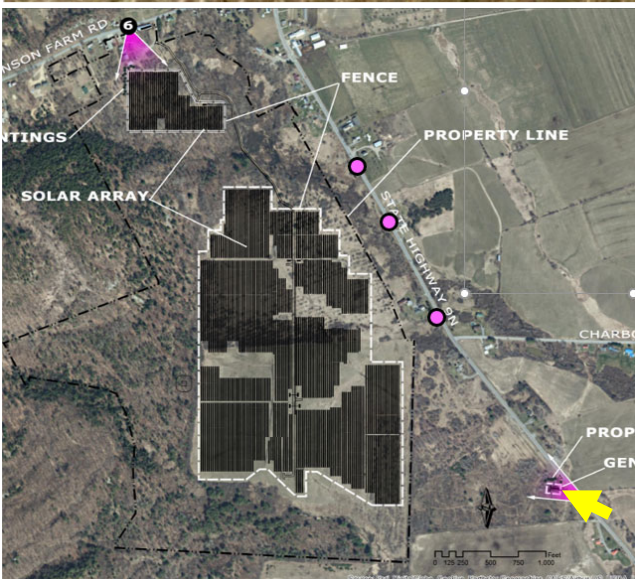 6
NSON FARM RD
FENCE
NTINGS
PROPERTY LINE
SOLAR ARRAY
STATE HIGHWAY 9N
CHARBO
PROP
GEN
0 125 250 500 750 1,000
Feet